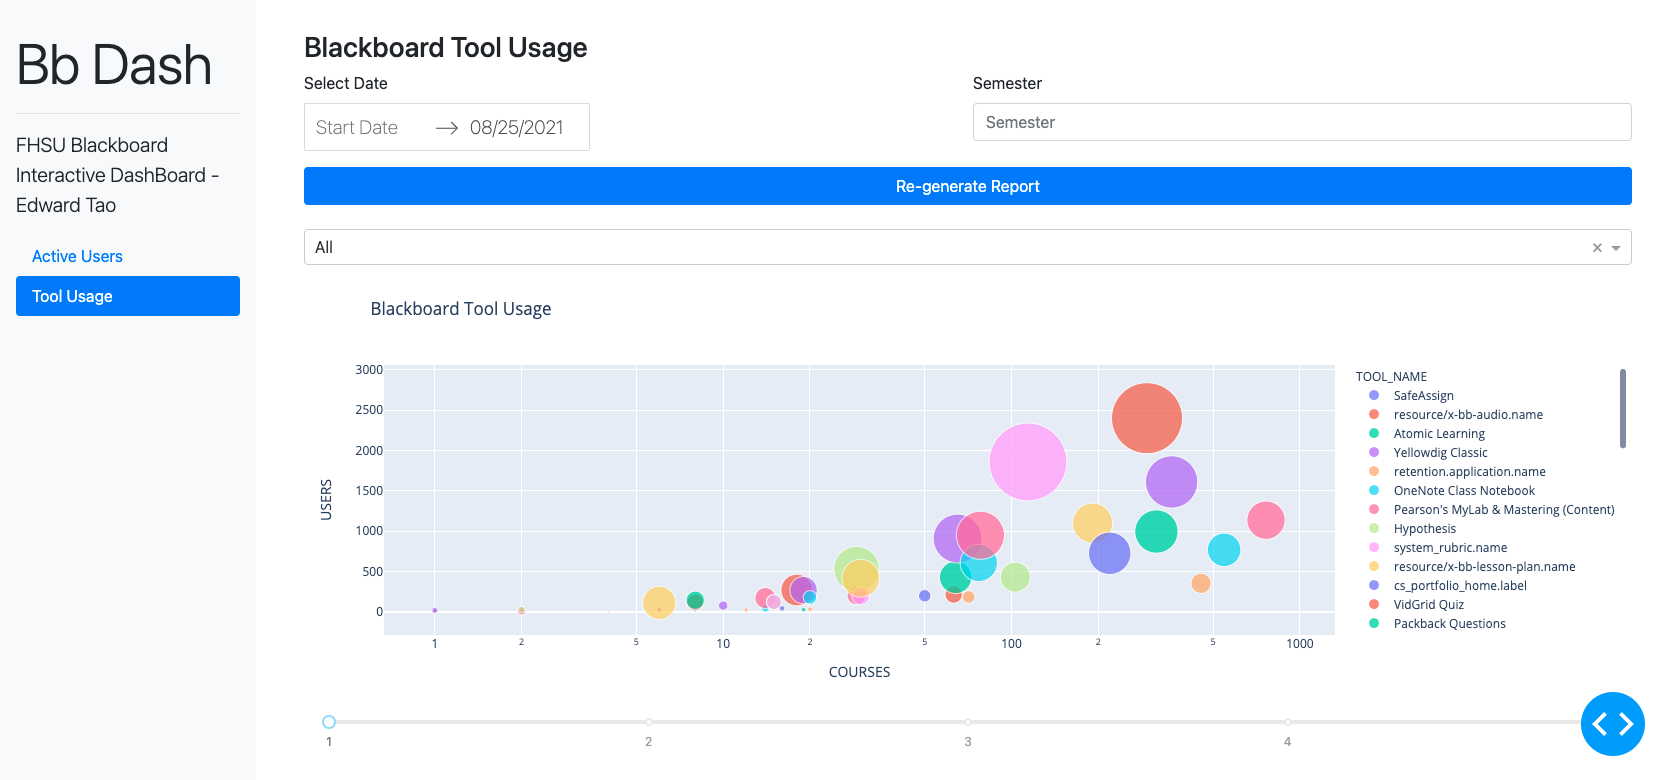 Bb Dash
FHSU Blackboard
Interactive DashBoard -
Edward Tao
Active Users
Tool Usage
Blackboard Tool Usage
Select Date
Semester
Start Date
08/25/2021
Semester
Re-generate Report
All
Blackboard Tool Usage
3000
2500
2000
1500
1000
500
0
USERS
1
2
5
10
2
5
100
2
5
1000
COURSES
TOOL_NAME
SafeAssign
resource/x-bb-audio.name
Atomic Learning
Yellowdig Classic
retention.application.name
OneNote Class Notebook
Pearson's MyLab & Mastering (Content)
Hypothesis
system_rubric.name
resource/x-bb-lesson-plan.name
cs_portfolio_home.label
VidGrid Quiz
Packback Questions
1
2
3
4